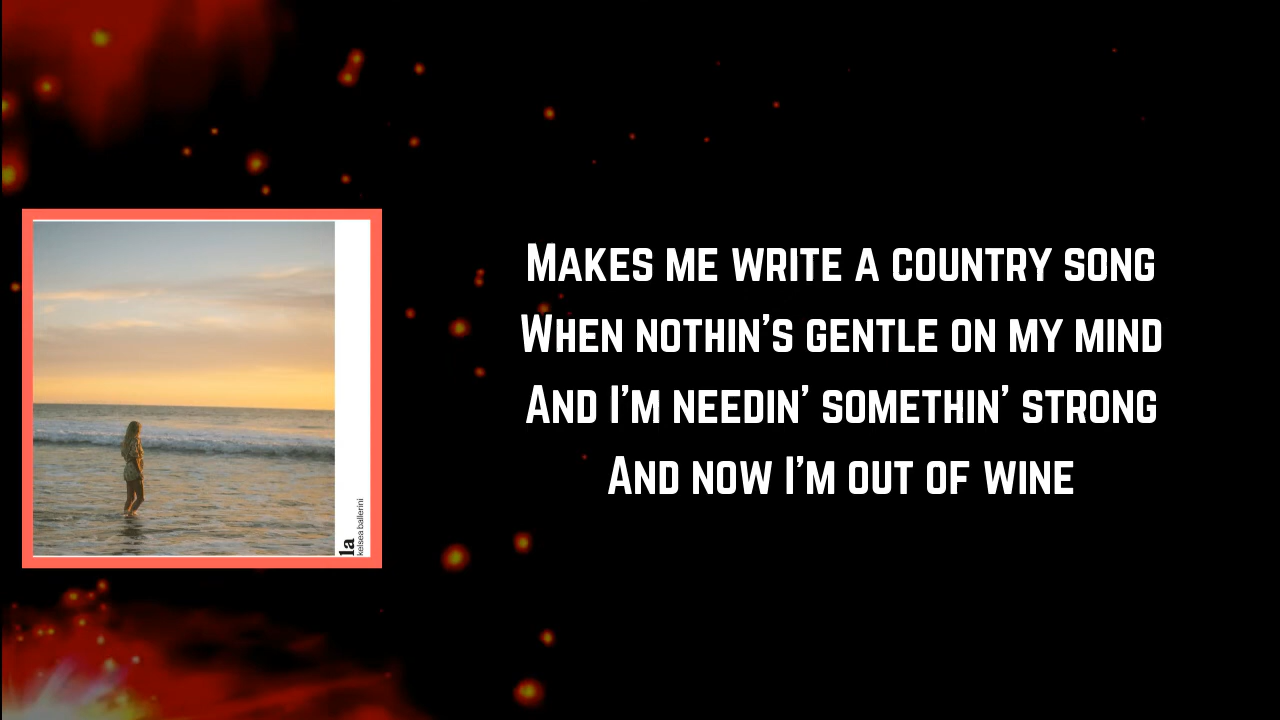 Makes me write a country song
When nothin’s gentle on my mind
And I’m needin’ somethin’ strong
And now I’m out of wine
la
kelsea ballerini